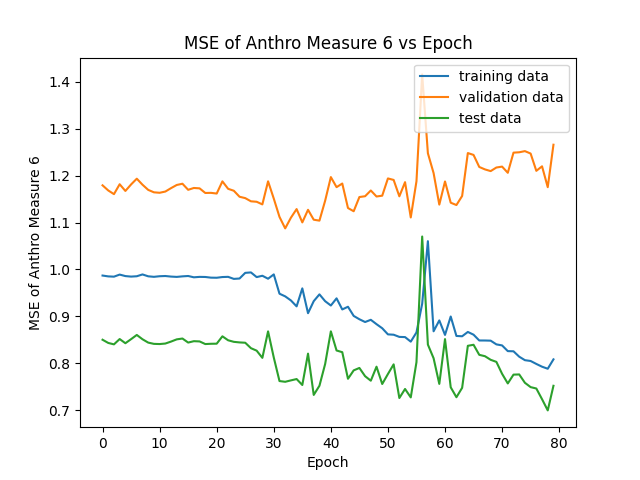 MSE of Anthro Measure 6 vs Epoch
training data
validation data
test data
MSE of Anthro Measure 6
1.4
1.3
1.2
1.1
1.0
0.9
0.8
0.7
0 10 20 30 40 50 60 70 80
Epoch